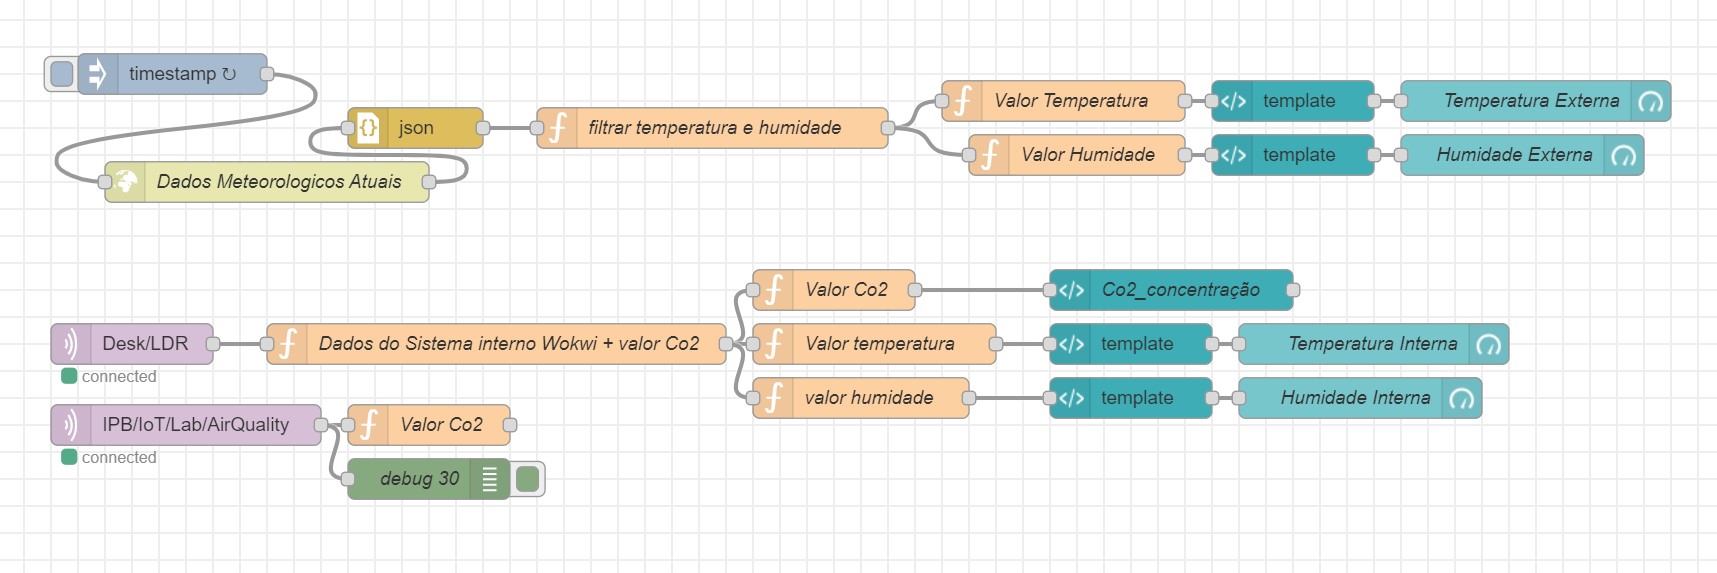 timestamp ↻
Dados Meteorologicos Atuais
json
filtrar temperatura e humidade
Valor Temperatura
template
Temperatura Externa
Valor Humidade
template
Humidade Externa
Desk/LDR
connected
Dados do Sistema interno Wokwi + valor Co2
Valor Co2
Co2_concentração
Valor temperatura
template
Temperatura Interna
valor humidade
template
Humidade Interna
IPB/IoT/Lab/AirQuality
connected
Valor Co2
debug 30